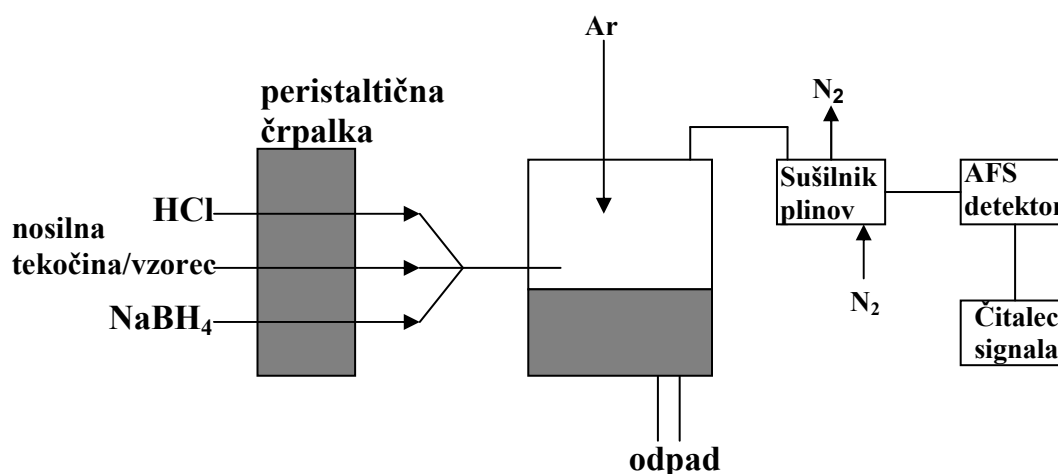 Ar
peristaltična
črpalka
HCl
nosilna
tekočina/vzorec
NaBH₄
N₂
Sušilnik
plinov
N₂
AFS
detektor
Čitalec
signala
odpad